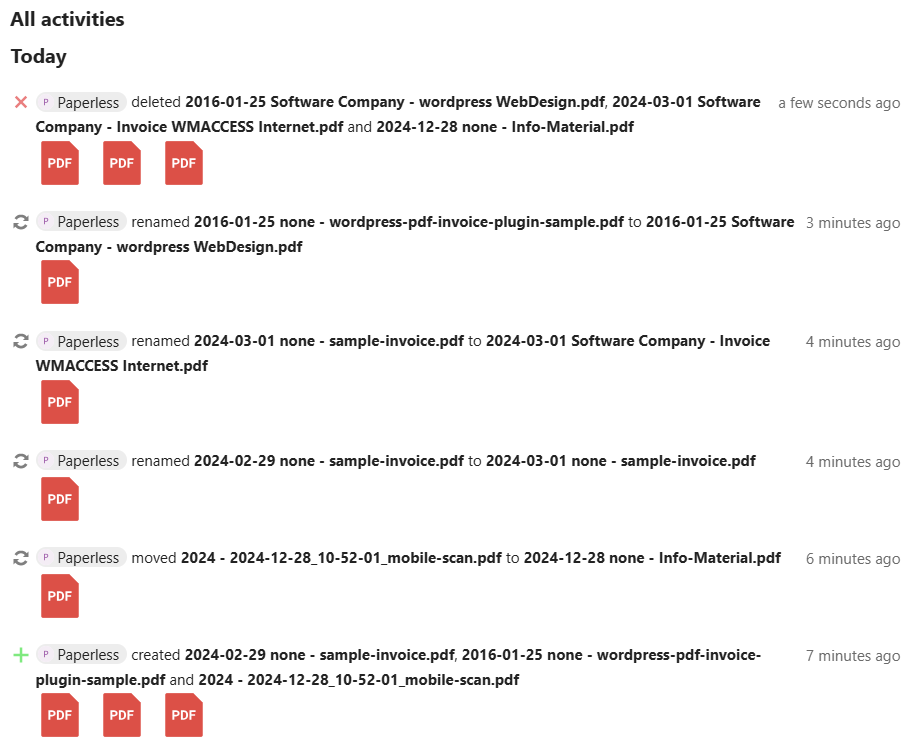 All activities
Today
P Paperless deleted 2016-01-25 Software Company - wordpress WebDesign.pdf, 2024-03-01 Software a few seconds ago
Company - Invoice WMACCESS Internet.pdf and 2024-12-28 none - Info-Material.pdf
PDF PDF PDF
P Paperless renamed 2016-01-25 none - wordpress-pdf-invoice-plugin-sample.pdf to 2016-01-25 Software 3 minutes ago
Company - wordpress WebDesign.pdf
PDF
P Paperless renamed 2024-03-01 none - sample-invoice.pdf to 2024-03-01 Software Company - Invoice 4 minutes ago
WMACCESS Internet.pdf
PDF
P Paperless renamed 2024-02-29 none - sample-invoice.pdf to 2024-03-01 none - sample-invoice.pdf 4 minutes ago
PDF
P Paperless moved 2024 - 2024-12-28_10-52-01_mobile-scan.pdf to 2024-12-28 none - Info-Material.pdf 6 minutes ago
PDF
P Paperless created 2024-02-29 none - sample-invoice.pdf, 2016-01-25 none - wordpress-pdf-invoice- 7 minutes ago
plugin-sample.pdf and 2024 - 2024-12-28_10-52-01_mobile-scan.pdf
PDF PDF PDF